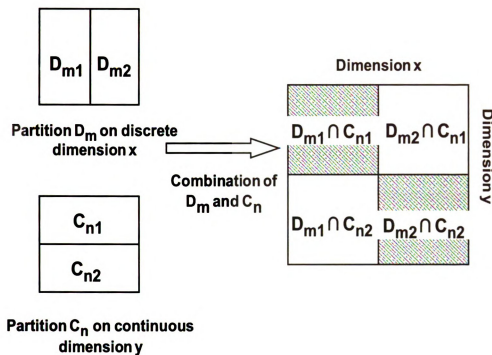 Dm1 Dm2
Partition Dm on discrete
dimension x
Cn1
Cn2
Partition Cn on continuous
dimension y
Combination of
Dm and Cn
Dimension x
Dm1 ∩ Cn1 Dm2 ∩ Cn1
Dm1 ∩ Cn2 Dm2 ∩ Cn2
Dimension y